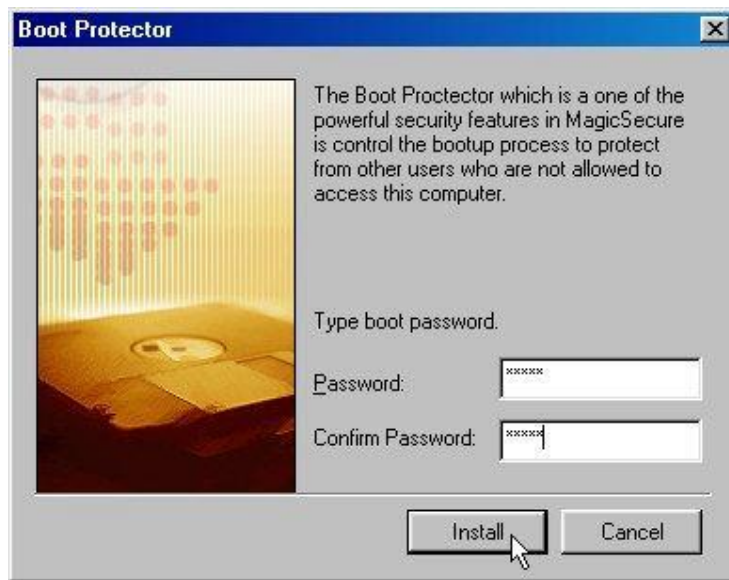 Boot Protector
The Boot Proctector which is a one of the
powerful security features in MagicSecure
is control the bootup process to protect
from other users who are not allowed to
access this computer.
Type boot password.
Password: xxxxx
Confirm Password: xxxxx
Install Cancel